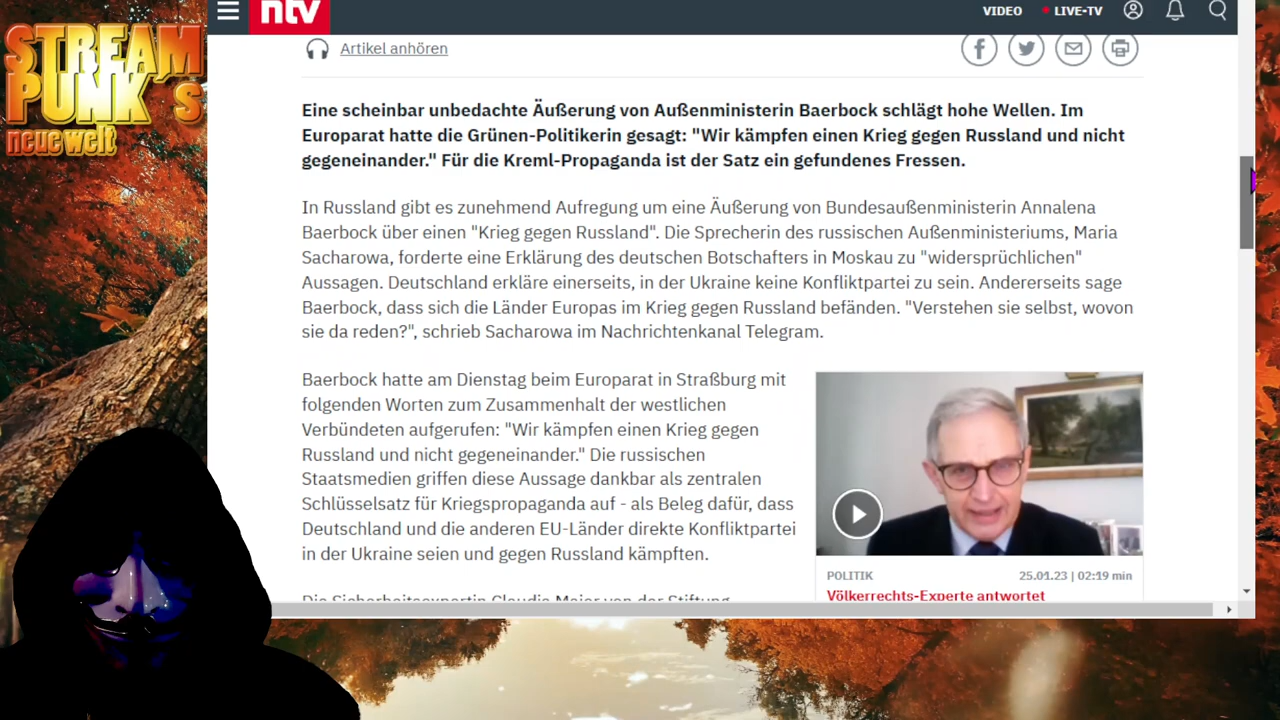 STREAM
PUNK´S
neue welt
ntv
VIDEO
LIVE-TV
Artikel anhören
Eine scheinbar unbedachte Äußerung von Außenministerin Baerbock schlägt hohe Wellen. Im
Europarat hatte die Grünen-Politikerin gesagt: "Wir kämpfen einen Krieg gegen Russland und nicht
gegeneinander." Für die Kreml-Propaganda ist der Satz ein gefundenes Fressen.
In Russland gibt es zunehmend Aufregung um eine Äußerung von Bundesaußenministerin Annalena
Baerbock über einen "Krieg gegen Russland". Die Sprecherin des russischen Außenministeriums, Maria
Sacharowa, forderte eine Erklärung des deutschen Botschafters in Moskau zu "widersprüchlichen"
Aussagen. Deutschland erkläre einerseits, in der Ukraine keine Konfliktpartei zu sein. Andererseits sage
Baerbock, dass sich die Länder Europas im Krieg gegen Russland befänden. "Verstehen sie selbst, wovon
sie da reden?", schrieb Sacharowa im Nachrichtenkanal Telegram.
Baerbock hatte am Dienstag beim Europarat in Straßburg mit
folgenden Worten zum Zusammenhalt der westlichen
Verbündeten aufgerufen: "Wir kämpfen einen Krieg gegen
Russland und nicht gegeneinander." Die russischen
Staatsmedien griffen diese Aussage dankbar als zentralen
Schlüsselsatz für Kriegspropaganda auf - als Beleg dafür, dass
Deutschland und die anderen EU-Länder direkte Konfliktpartei
in der Ukraine seien und gegen Russland kämpften.
Die Sicherheitsexpertin Claudia Major von der Stiftung
POLITIK
25.01.23 | 02:19 min
Völkerrechts-Experte antwortet